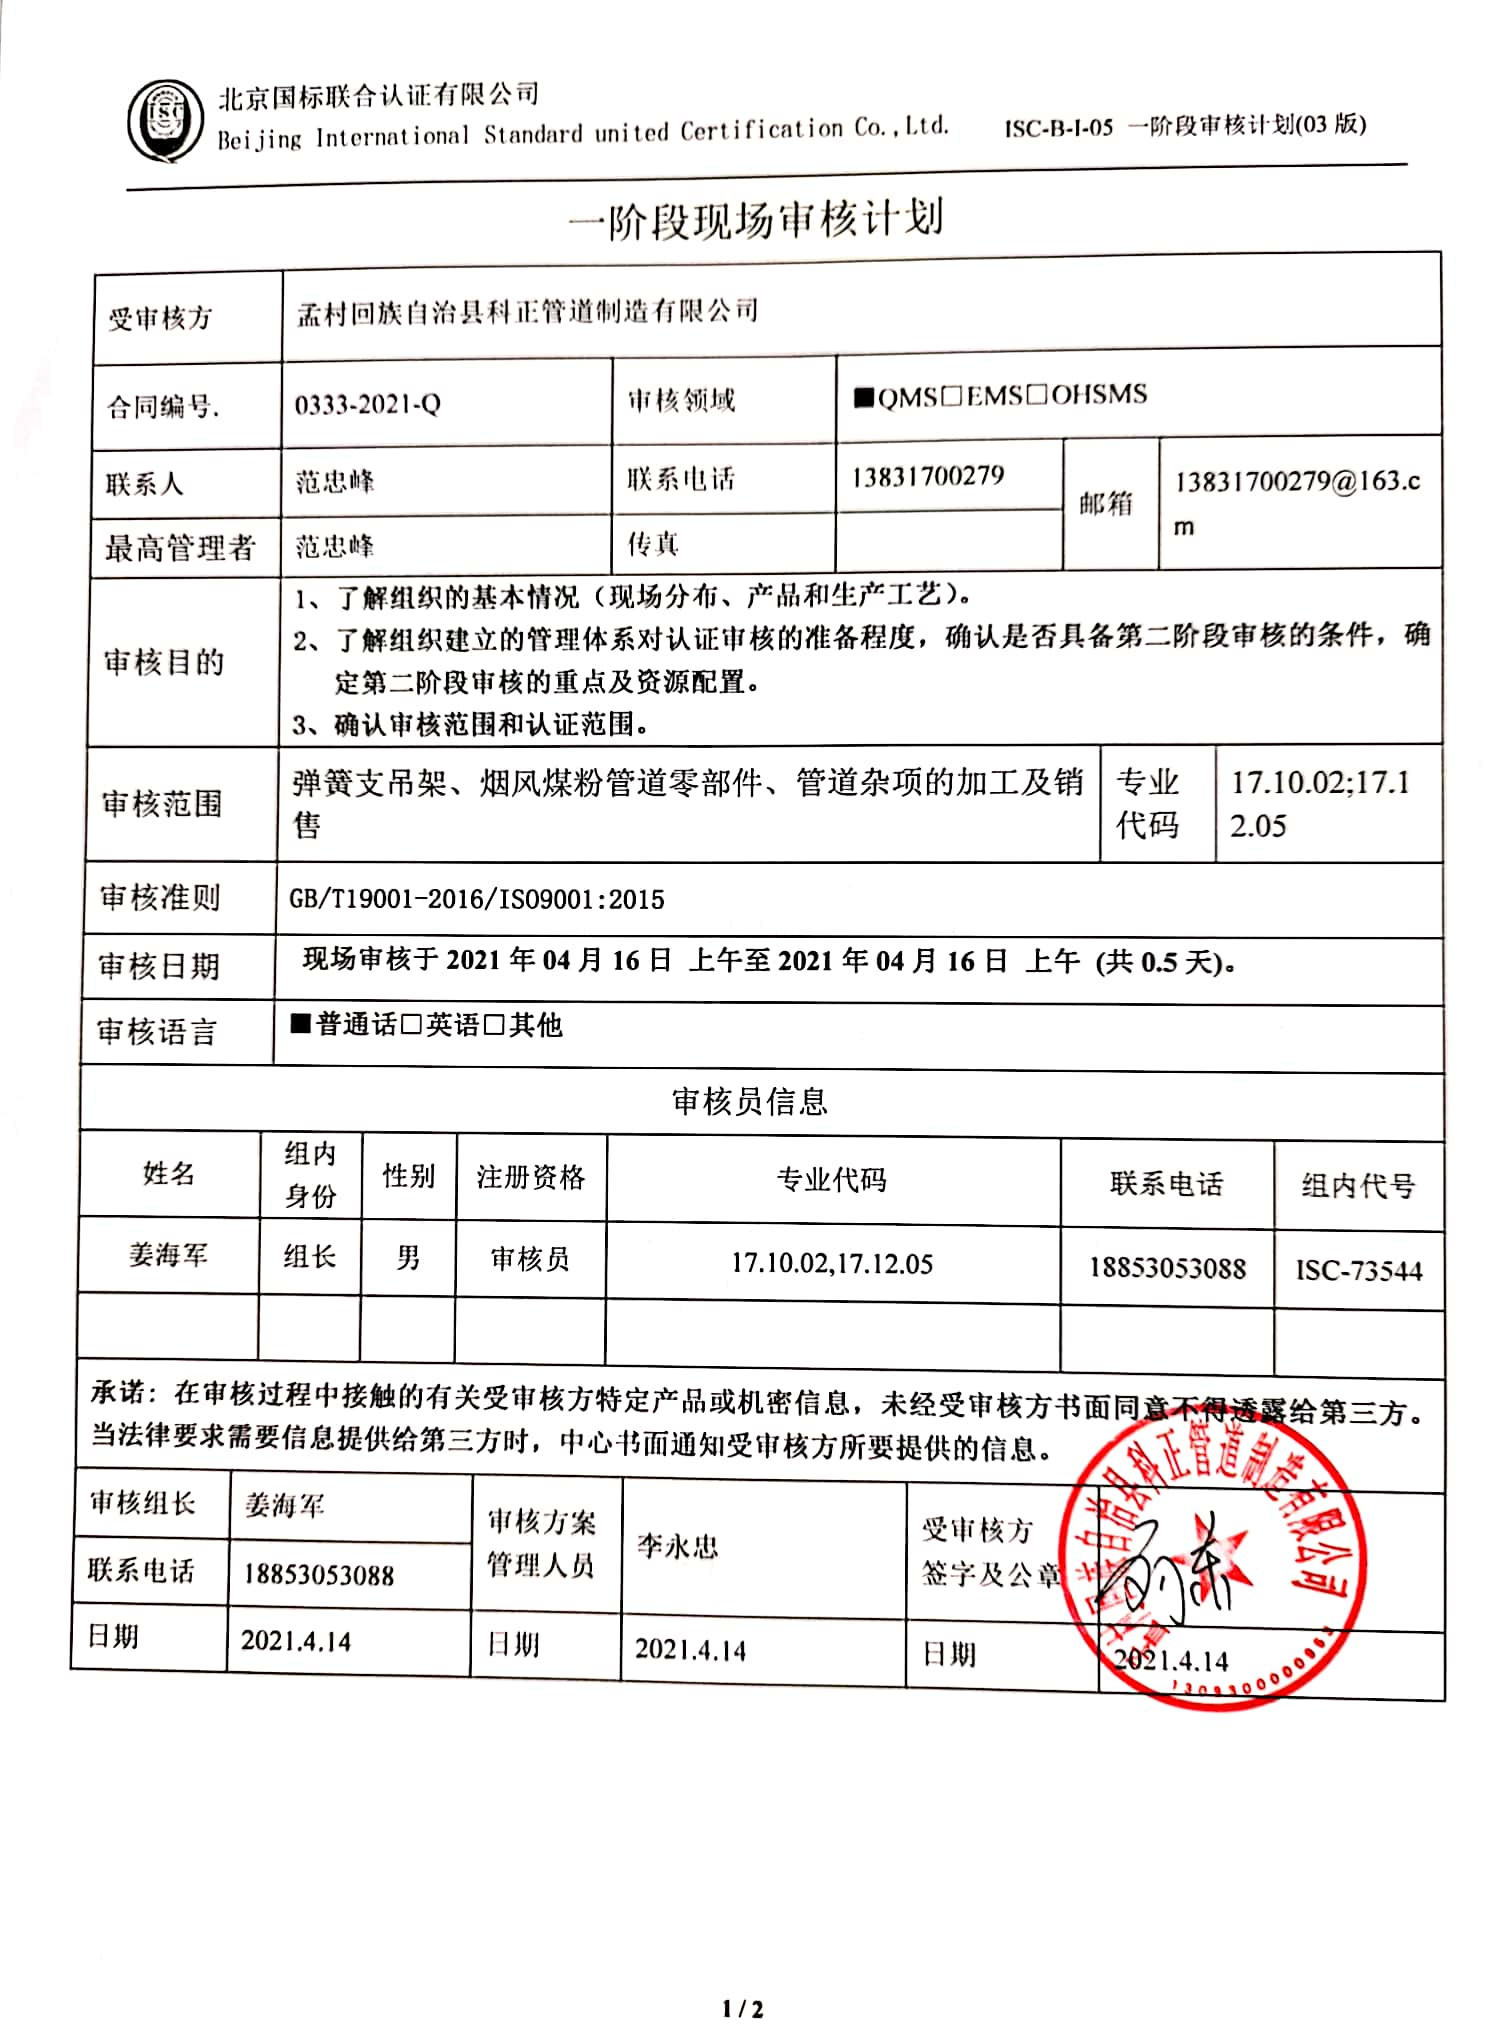 ISC
北京国标联合认证有限公司
Beijing International Standard united Certification Co.,Ltd.
ISC-B-I-05 一阶段审核计划(03 版)
一阶段现场审核计划
受审核方 孟村回族自治县科正管道制造有限公司
合同编号. 0333-2021-Q 审核领域 ■QMS□EMS□OHSMS
联系人 范忠峰 联系电话 13831700279 邮箱 13831700279@163.c
m
最高管理者 范忠峰 传真
审核目的
1、了解组织的基本情况（现场分布、产品和生产工艺）。
2、了解组织建立的管理体系对认证审核的准备程度，确认是否具备第二阶段审核的条件，确
定第二阶段审核的重点及资源配置。
3、确认审核范围和认证范围。
审核范围
弹簧支吊架、烟风煤粉管道零部件、管道杂项的加工及销
售
专业
代码
17.10.02;17.1
2.05
审核准则 GB/T19001-2016/ISO9001:2015
审核日期 现场审核于 2021 年 04 月 16 日 上午至 2021 年 04 月 16 日 上午 (共 0.5 天)。
审核语言 ■普通话□英语□其他
审核员信息
姓名
组内
身份
性别 注册资格 专业代码 联系电话 组内代号
姜海军 组长 男 审核员 17.10.02,17.12.05 18853053088 ISC-73544
承诺：在审核过程中接触的有关受审核方特定产品或机密信息，未经受审核方书面同意不得透露给第三方。
当法律要求需要信息提供给第三方时，中心书面通知受审核方所要提供的信息。
审核组长 姜海军
联系电话 18853053088
审核方案
管理人员
李永忠
受审核方
签字及公章
日期 2021.4.14 日期 2021.4.14 日期 2021.4.14
自治县科正管道制造有限公司
1 / 2